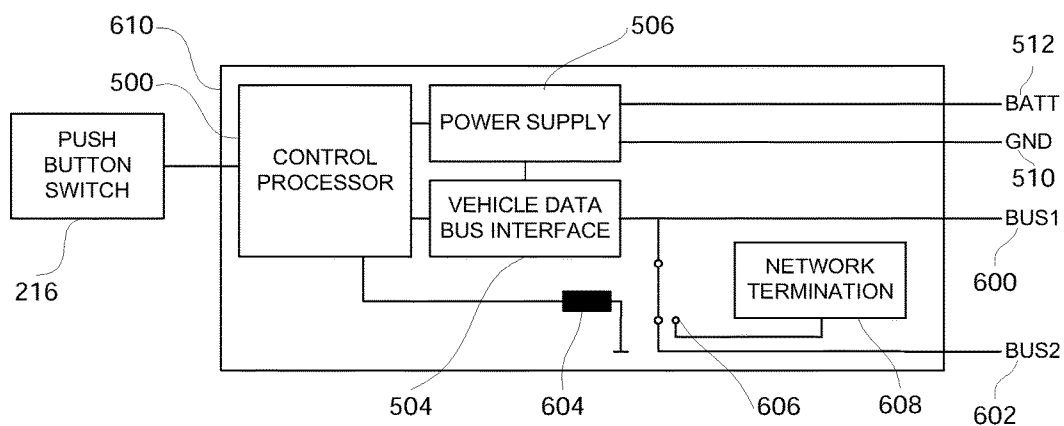 610
506
512
500
BATT
POWER SUPPLY
PUSH
BUTTON
SWITCH
CONTROL
PROCESSOR
GND
510
VEHICLE DATA
BUS INTERFACE
BUS1
NETWORK
TERMINATION
600
216
BUS2
504
604
606
608
602